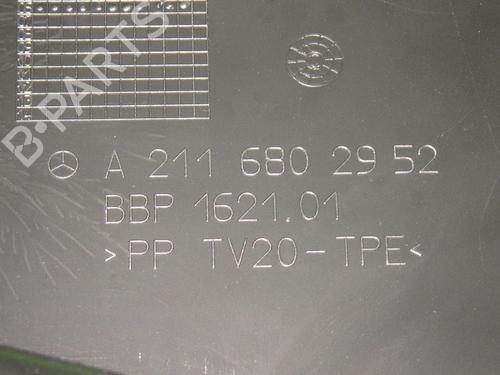 B-PARTS
A 211 680 29 52
BBP 1621.01
>PP TV20-TPE<